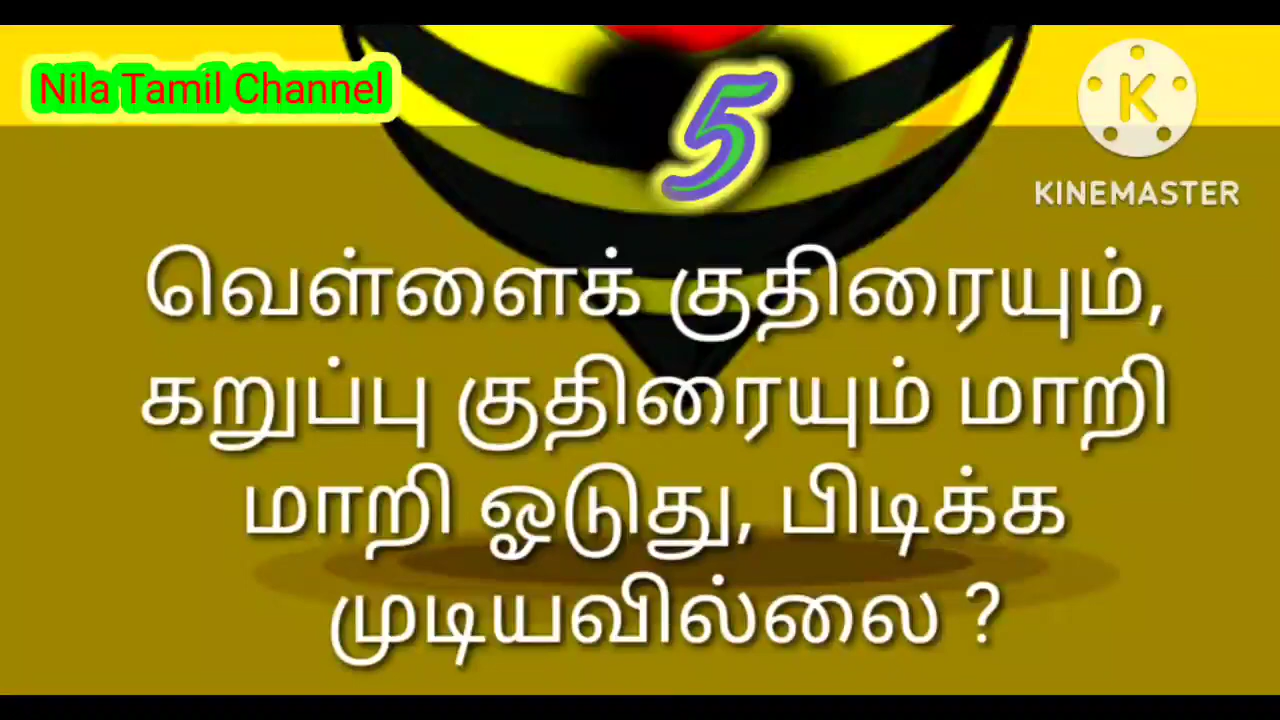 Nila Tamil Channel
5
K
KINEMASTER
வெள்ளைக் குதிரையும்,
கறுப்பு குதிரையும் மாறி
மாறி ஓடுது, பிடிக்க
முடியவில்லை ?